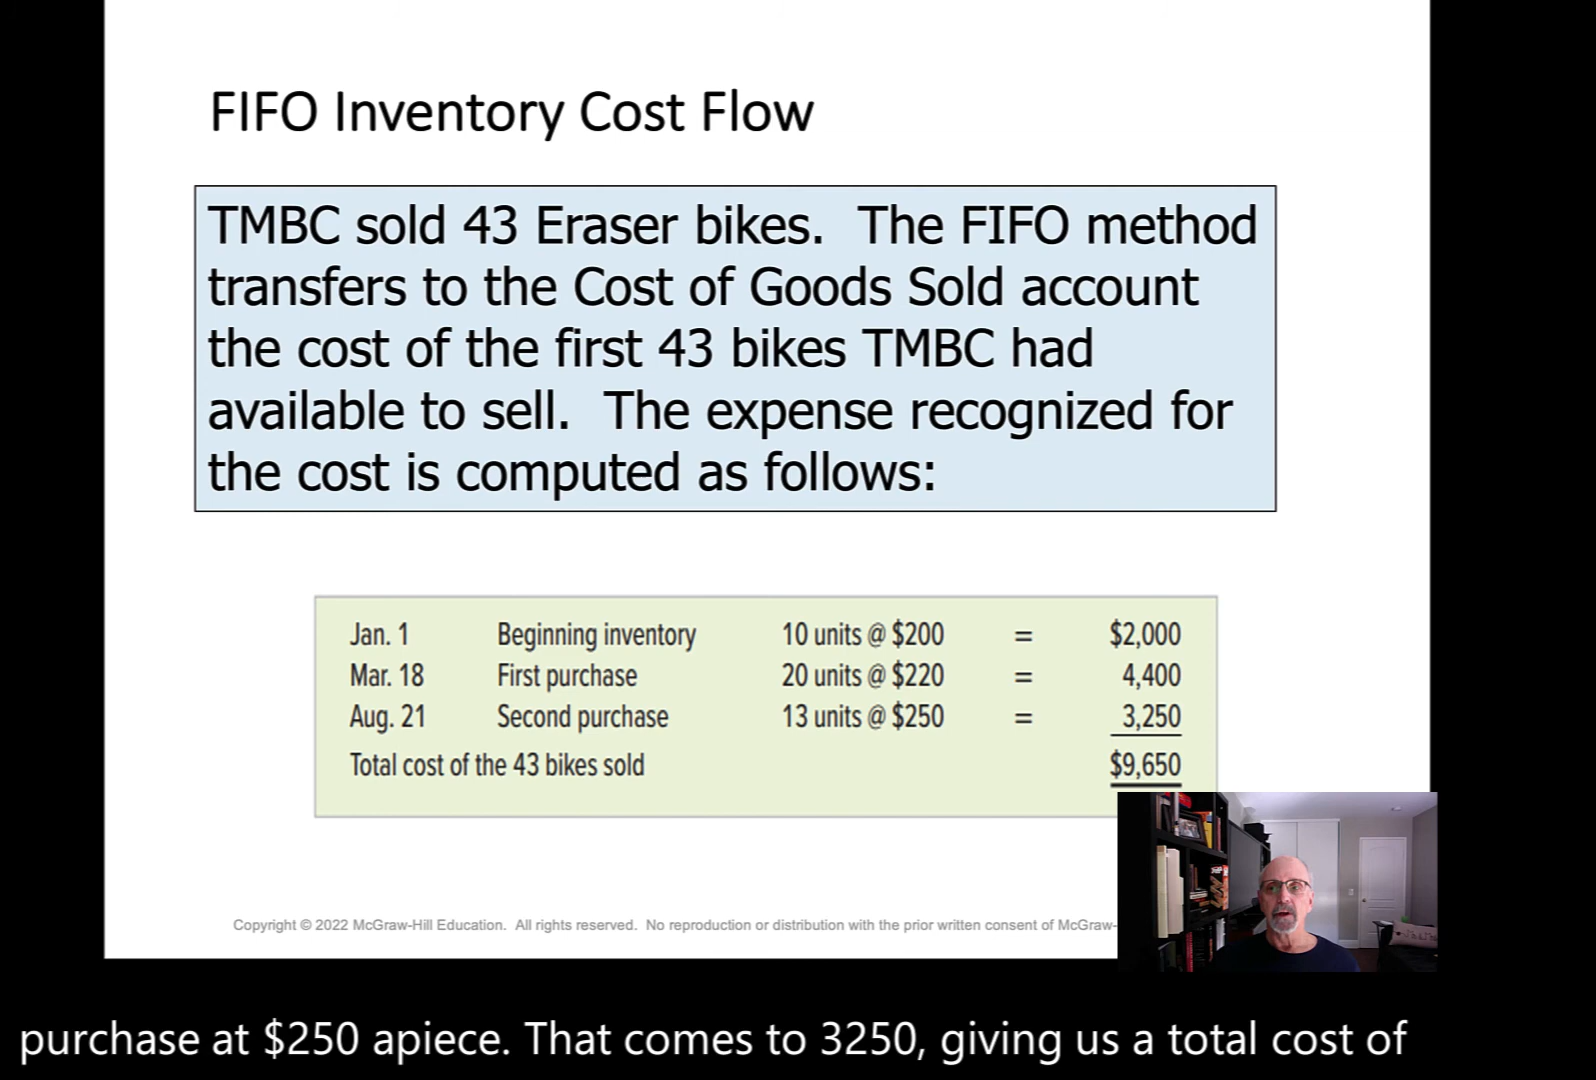 FIFO Inventory Cost Flow
TMBC sold 43 Eraser bikes.  The FIFO method
transfers to the Cost of Goods Sold account
the cost of the first 43 bikes TMBC had
available to sell.  The expense recognized for
the cost is computed as follows:
Jan. 1 Beginning inventory 10 units @ $200 = $2,000
Mar. 18 First purchase 20 units @ $220 = 4,400
Aug. 21 Second purchase 13 units @ $250 = 3,250
Total cost of the 43 bikes sold $9,650
Copyright © 2022 McGraw-Hill Education.  All rights reserved.  No reproduction or distribution with the prior written consent of McGraw-
purchase at $250 apiece. That comes to 3250, giving us a total cost of